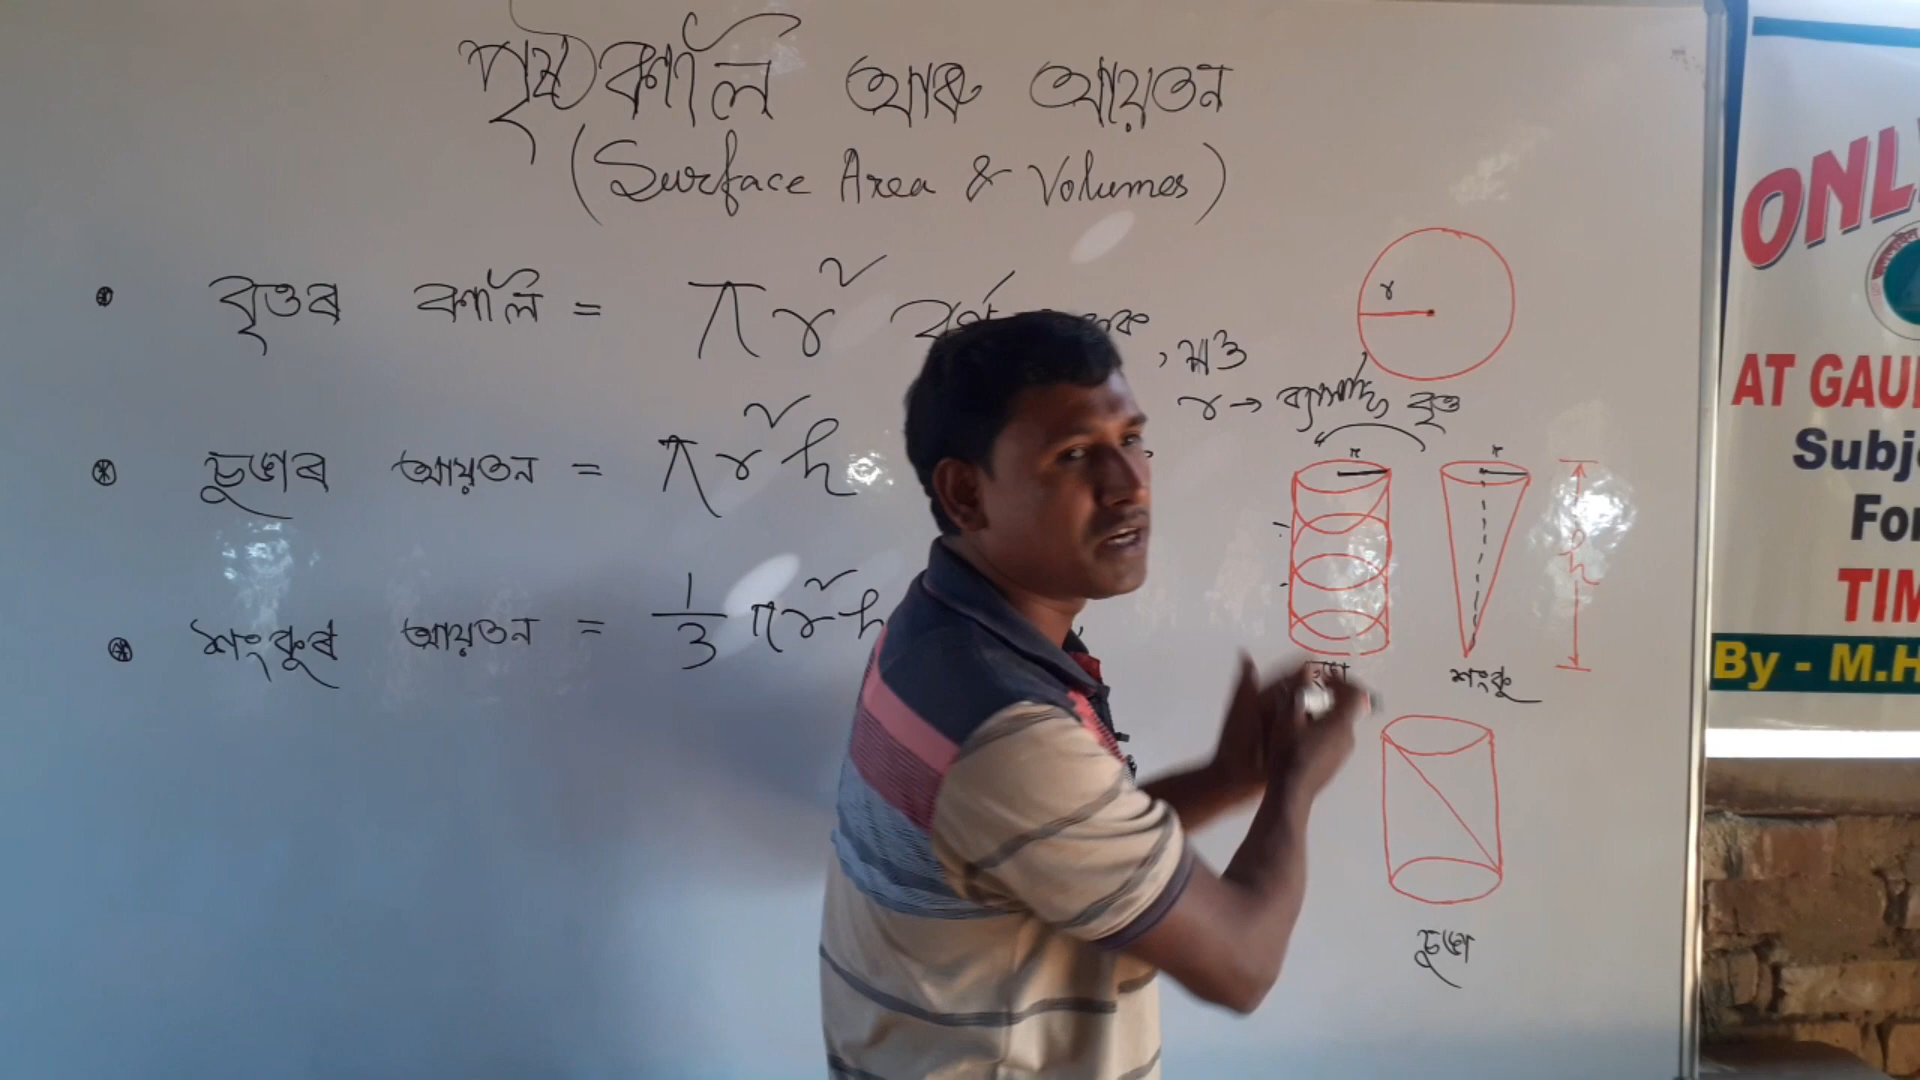 পৃষ্ঠকালি আৰু আয়তন
(Surface Area & Volumes)
বৃত্তৰ কালি = πr² বৰ্গ
, য'ত
r → ব্যাসাৰ্দ্ধ বৃত্ত
r
চুঙাৰ আয়তন = πr²h
শংকুৰ আয়তন = 1/3 πr²h
r
r
h
চুঙা
শংকু
চুঙা
ONL
AT GAU
Subj
For
TIM
By - M.H